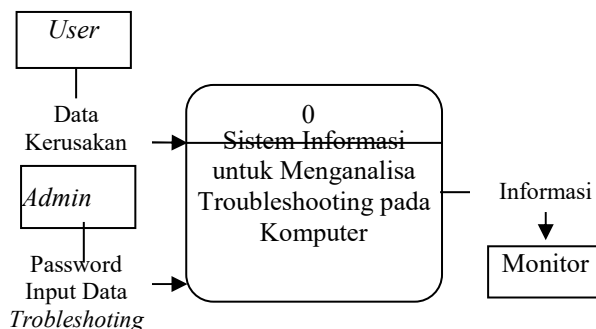 User
Data
Kerusakan
Admin
Password
Input Data
Trobleshoting
0
Sistem Informasi
untuk Menganalisa
Troubleshooting pada
Komputer
Informasi
Monitor